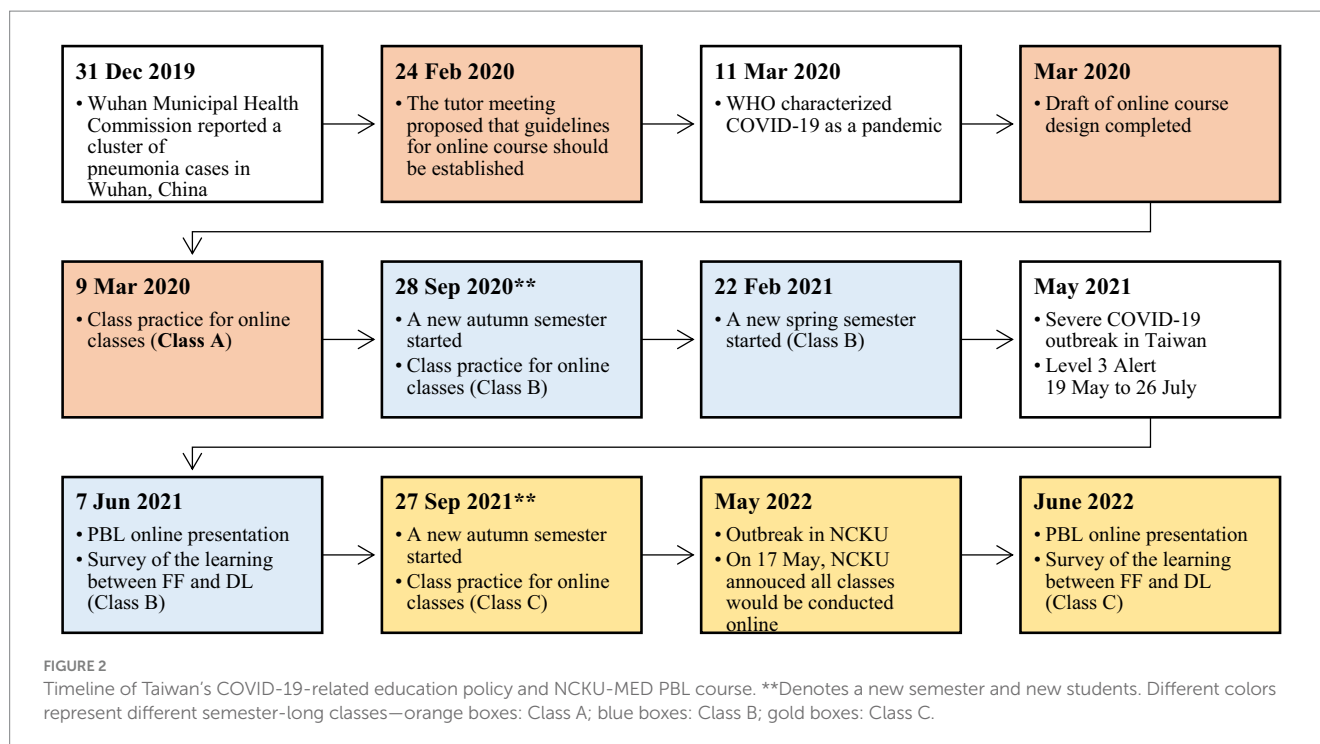 31 Dec 2019
• Wuhan Municipal Health
Commission reported a
cluster of
pneumonia cases in
Wuhan, China
24 Feb 2020
• The tutor meeting
proposed that guidelines
for online course should
be established
11 Mar 2020
• WHO characterized
COVID-19 as a pandemic
Mar 2020
• Draft of online course
design completed
9 Mar 2020
• Class practice for online
classes (Class A)
28 Sep 2020**
• A new autumn semester
started
• Class practice for online
classes (Class B)
22 Feb 2021
• A new spring semester
started (Class B)
May 2021
• Severe COVID-19
outbreak in Taiwan
• Level 3 Alert
19 May to 26 July
7 Jun 2021
• PBL online presentation
• Survey of the learning
between FF and DL
(Class B)
27 Sep 2021**
• A new autumn semester
started
• Class practice for online
classes (Class C)
May 2022
• Outbreak in NCKU
• On 17 May, NCKU
annouced all classes
would be conducted
online
June 2022
• PBL online presentation
• Survey of the learning
between FF and DL
(Class C)
FIGURE 2
Timeline of Taiwan's COVID-19-related education policy and NCKU-MED PBL course. **Denotes a new semester and new students. Different colors
represent different semester-long classes—orange boxes: Class A; blue boxes: Class B; gold boxes: Class C.